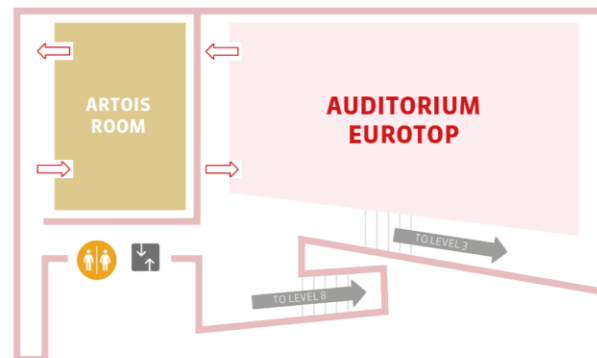 ARTOIS
ROOM
AUDITORIUM
EUROTOP
TO LEVEL 3
TO LEVEL 8